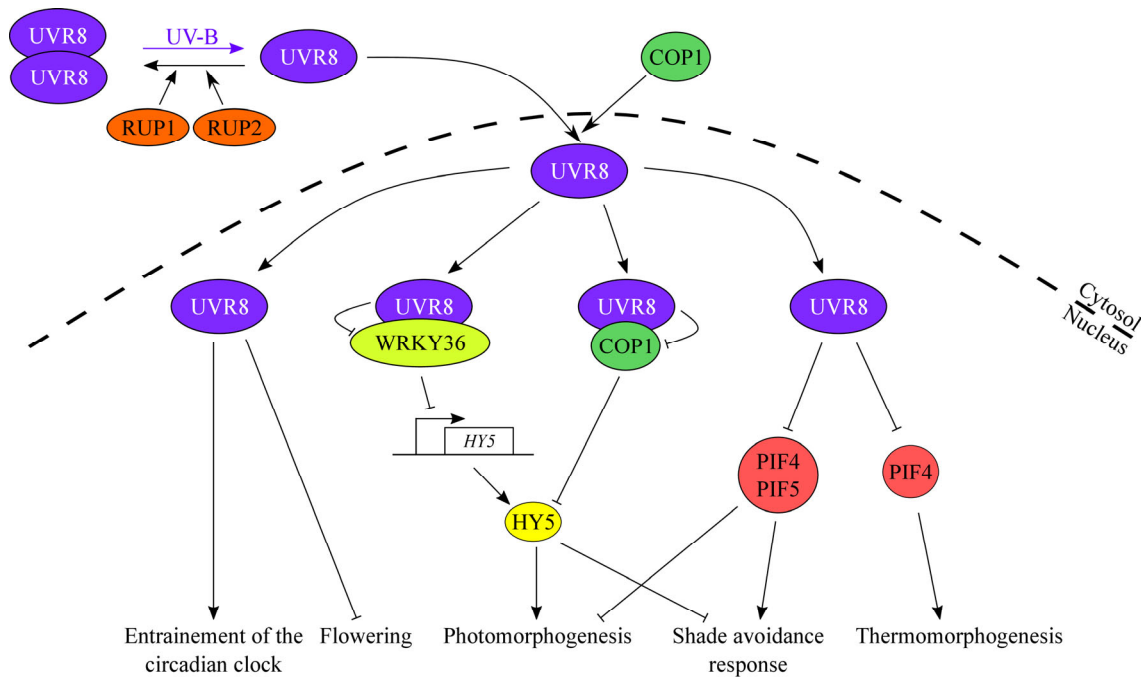 UVR8
UVR8
UV-B
UVR8
COP1
RUP1
RUP2
UVR8
Cytosol
Nucleus
UVR8
UVR8
WRKY36
UVR8
COP1
UVR8
HY5
PIF4
PIF5
PIF4
HY5
Entrainement of the
circadian clock
Flowering
Photomorphogenesis
Shade avoidance
response
Thermomorphogenesis